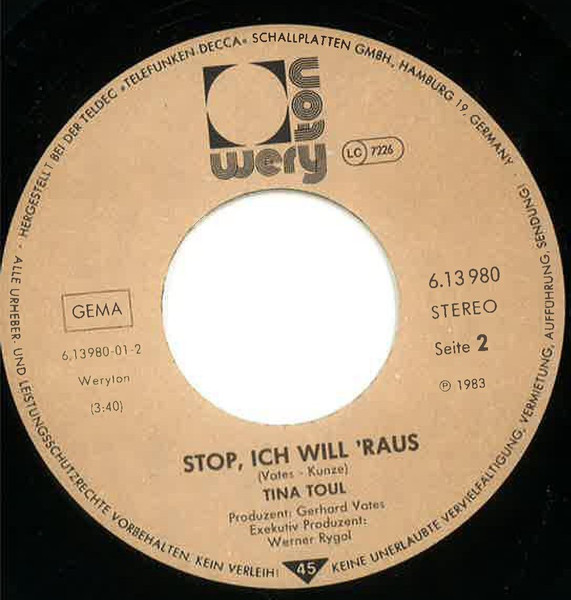 HERGESTELLT BEI DER TELDEC »TELEFUNKEN-DECCA« SCHALLPLATTEN GMBH, HAMBURG 19, GERMANY
wery ton
LC 7226
GEMA
6,13980-01-2
Weryton
(3:40)
6.13 980
STEREO
Seite 2
Ⓟ 1983
STOP, ICH WILL 'RAUS
(Vates - Kunze)
TINA TOUL
Produzent: Gerhard Vates
Exekutiv Produzent:
Werner Rygol
45
ALLE URHEBER- UND LEISTUNGSSCHUTZRECHTE VORBEHALTEN. KEIN VERLEIH! KEINE UNERLAUBTE VERVIELFÄLTIGUNG, VERMIETUNG, AUFFÜHRUNG, SENDUNG!